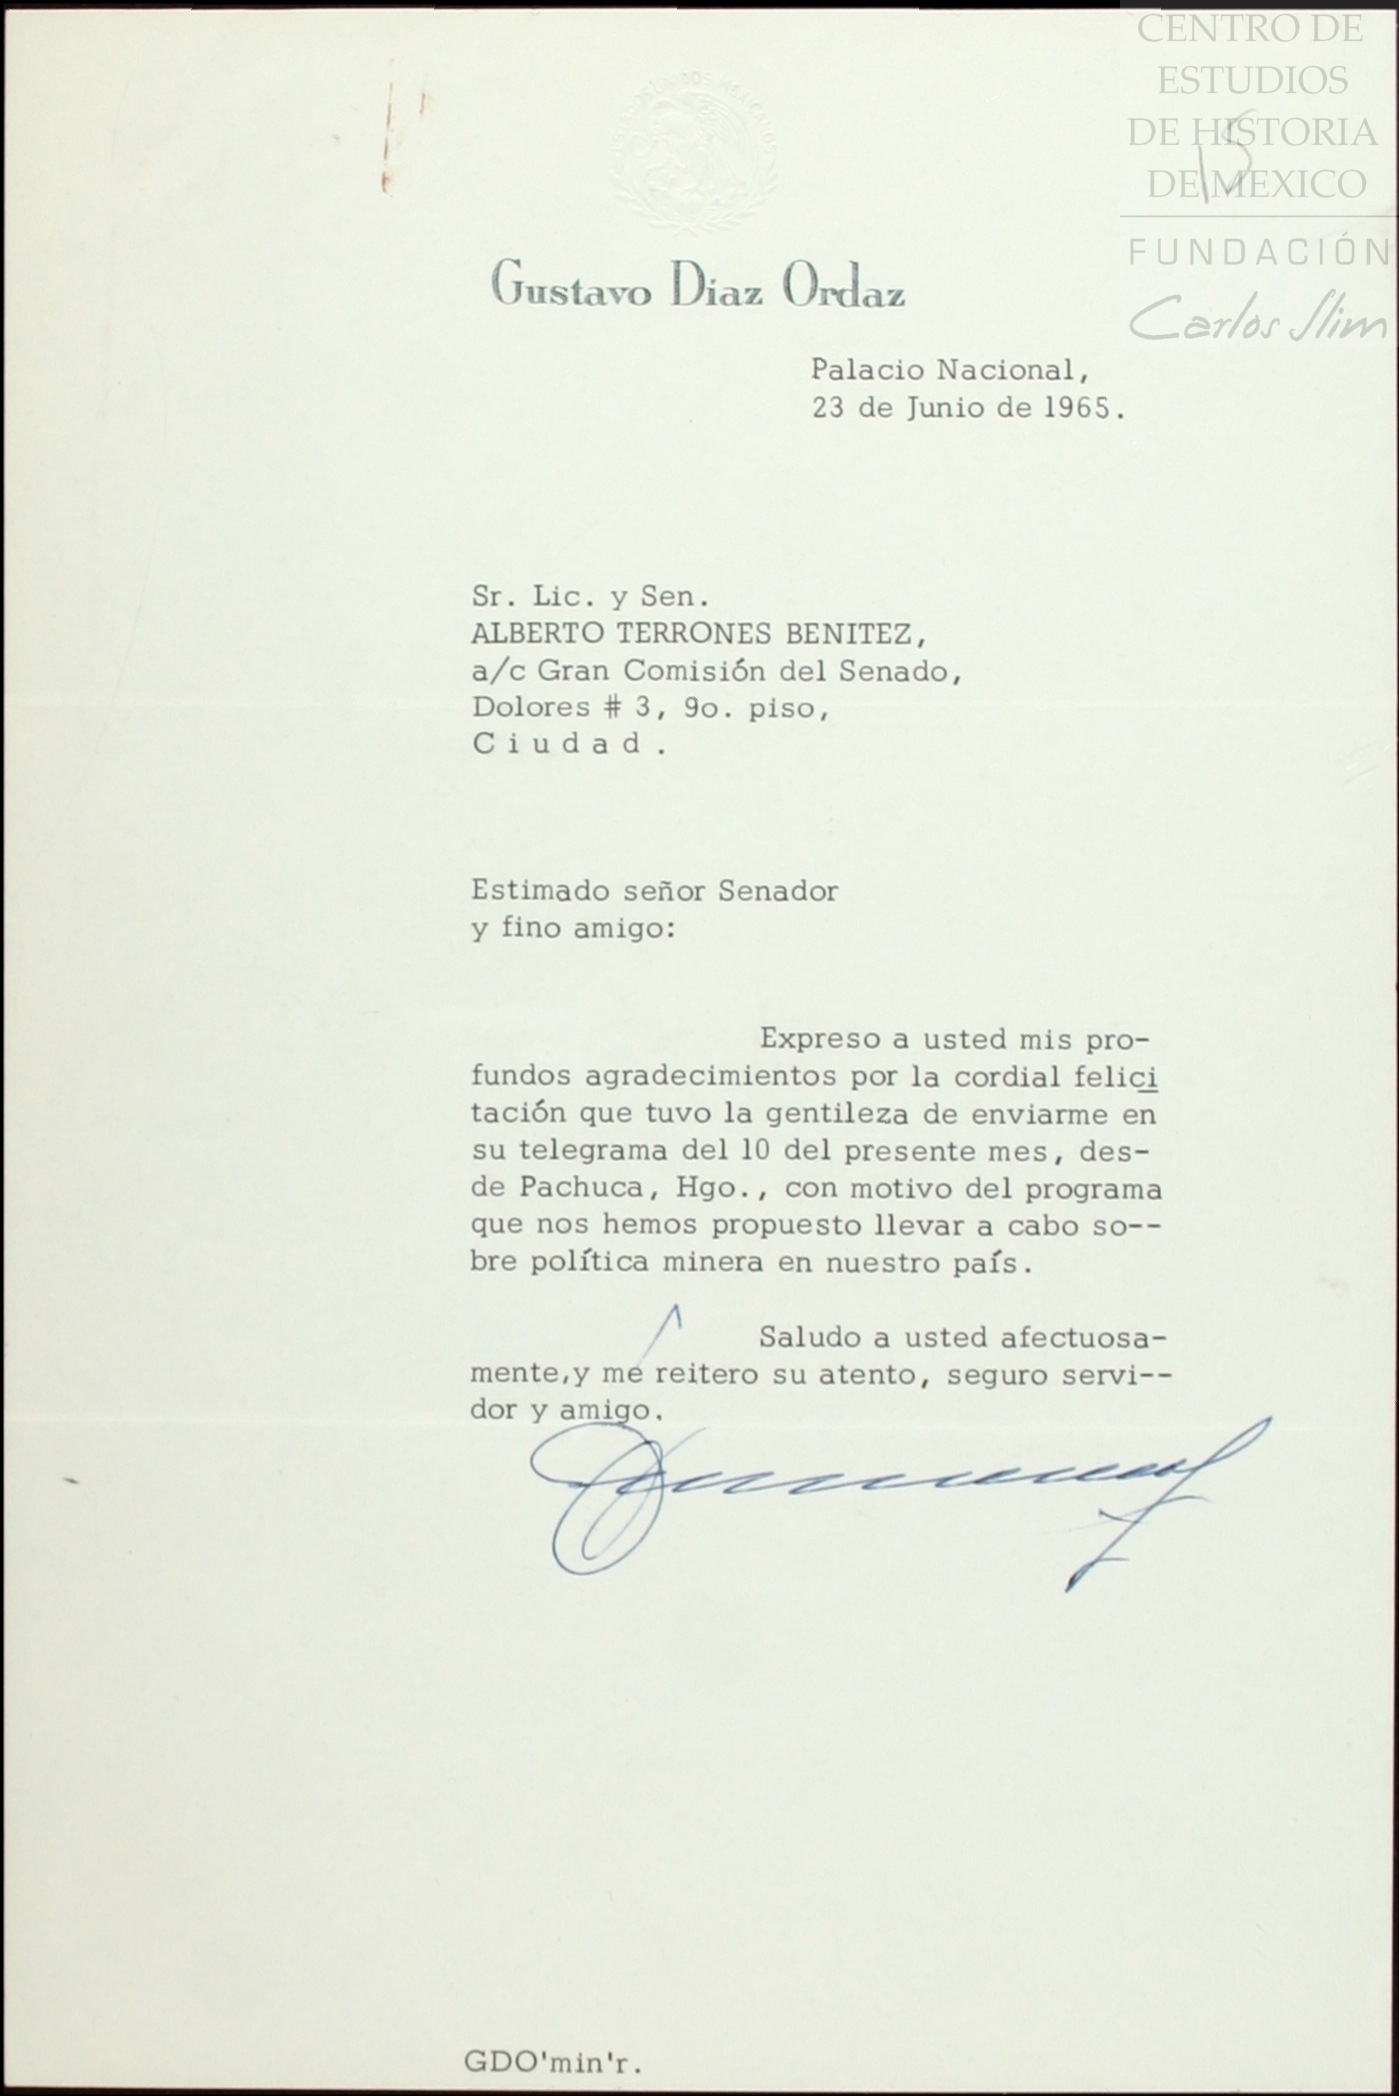 CENTRO DE
ESTUDIOS
DE HISTORIA
DE MEXICO
FUNDACIÓN
Carlos Slim
15
Gustavo Diaz Ordaz
Palacio Nacional,
23 de Junio de 1965.
Sr. Lic. y Sen.
ALBERTO TERRONES BENITEZ,
a/c Gran Comisión del Senado,
Dolores # 3, 9o. piso,
C i u d a d .
Estimado señor Senador
y fino amigo:
Expreso a usted mis pro-
fundos agradecimientos por la cordial felici
tación que tuvo la gentileza de enviarme en
su telegrama del 10 del presente mes, des-
de Pachuca, Hgo., con motivo del programa
que nos hemos propuesto llevar a cabo so--
bre política minera en nuestro país.
Saludo a usted afectuosa-
mente,y me reitero su atento, seguro servi--
dor y amigo.
GDO'min'r.